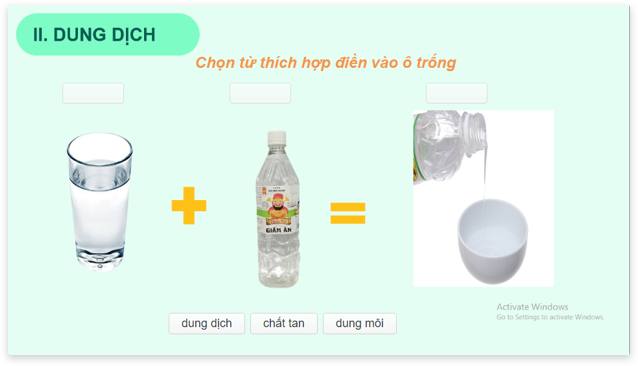 II. DUNG DỊCH
Chọn từ thích hợp điền vào ô trống
GIẤM ĂN
dung dịch chất tan dung môi
Activate Windows
Go to Settings to activate Windows.